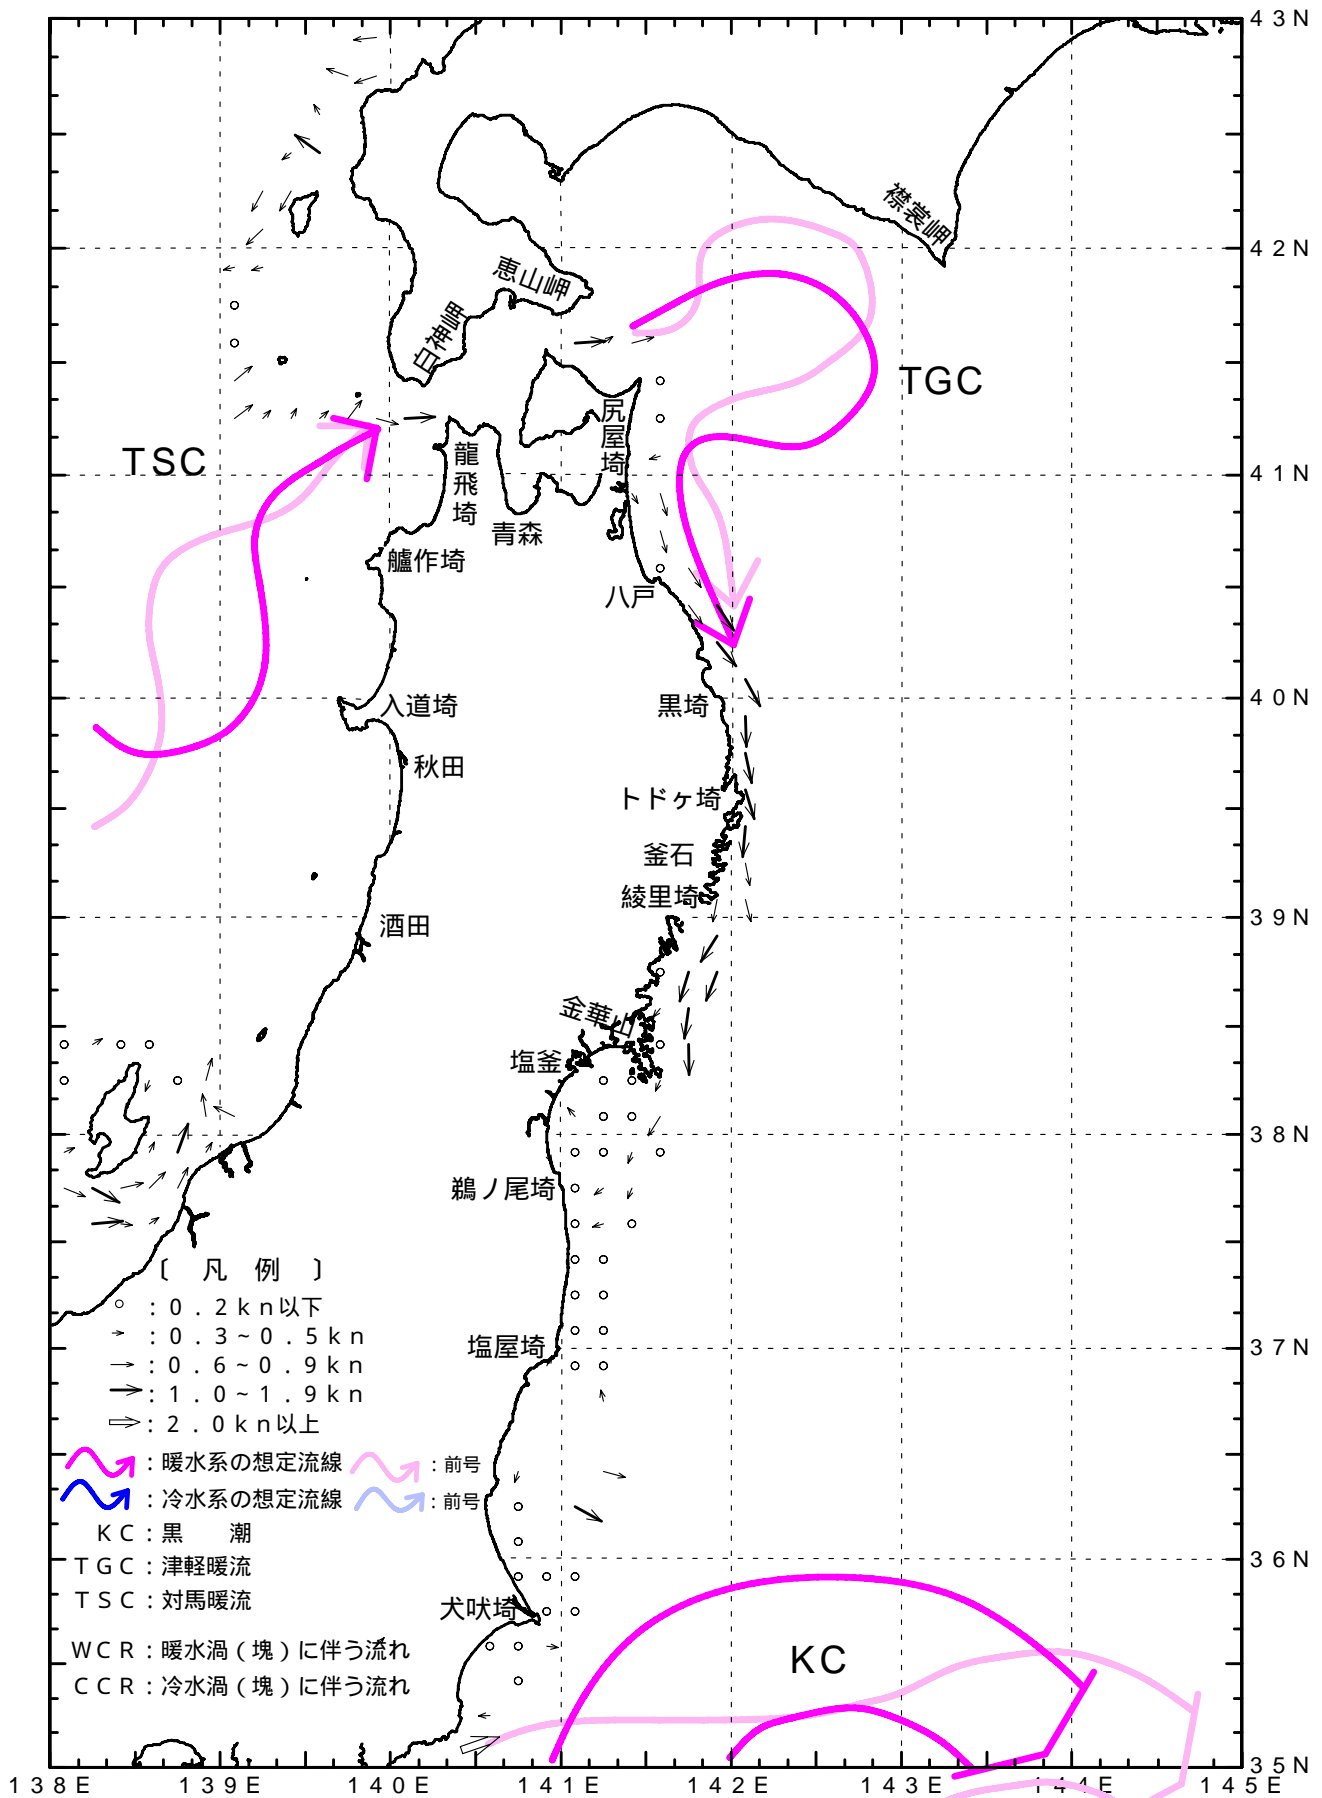 43N
襟裳岬
42N
恵山岬
白神岬
TGC
尻屋埼
TSC
龍飛埼
41N
青森
艫作埼
八戸
入道埼
黒埼
40N
秋田
トドヶ埼
釜石
綾里埼
酒田
39N
金華山
塩釜
38N
鵜ノ尾埼
〔 凡 例 〕
：0.2kn以下
：0.3~0.5kn
塩屋埼
37N
：0.6~0.9kn
：1.0~1.9kn
：2.0kn以上
：暖水系の想定流線 ：前号
：冷水系の想定流線 ：前号
KC：黒 潮
TGC：津軽暖流
36N
TSC：対馬暖流
犬吠埼
WCR：暖水渦（塊）に伴う流れ
KC
CCR：冷水渦（塊）に伴う流れ
35N
138E 139E 140E 141E 142E 143E 144E 145E